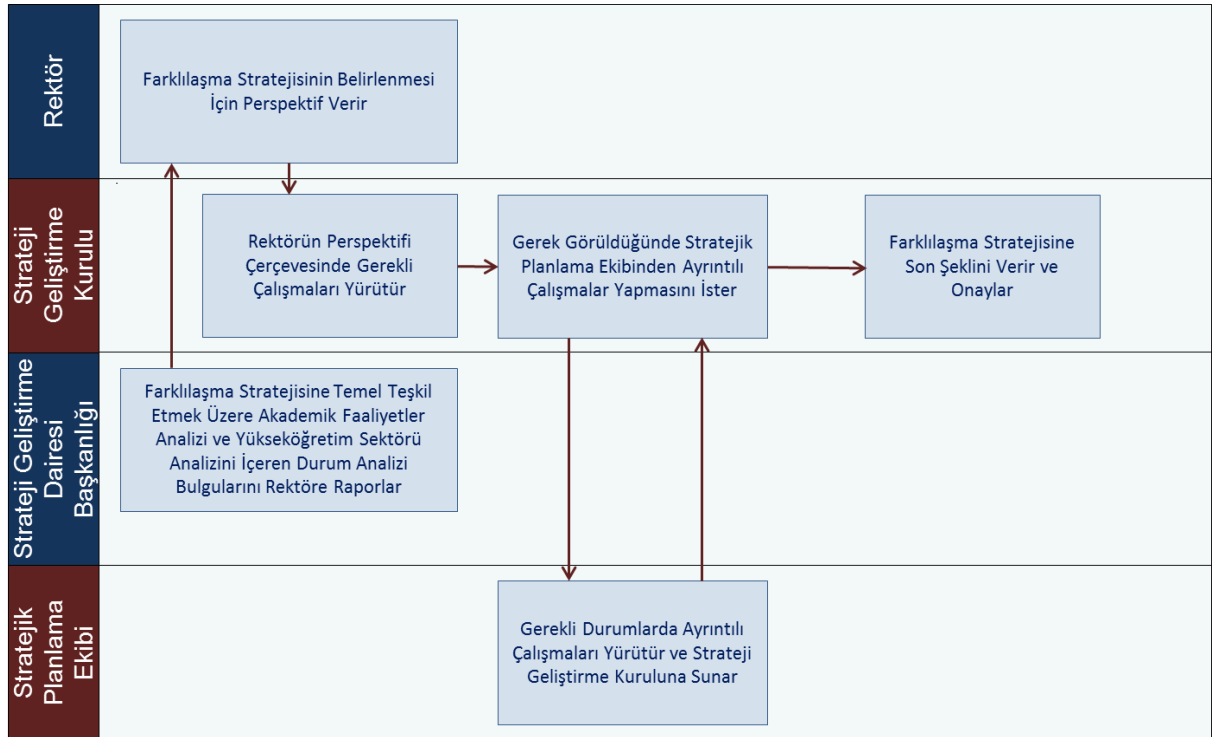 Rektör
Farklılaşma Stratejisinin Belirlenmesi
İçin Perspektif Verir
Strateji
Geliştirme
Kurulu
Rektörün Perspektifi
Çerçevesinde Gerekli
Çalışmaları Yürütür
Gerek Görüldüğünde Stratejik
Planlama Ekibinden Ayrıntılı
Çalışmalar Yapmasını İster
Farklılaşma Stratejisine
Son Şeklini Verir ve
Onaylar
Strateji Geliştirme
Dairesi
Başkanlığı
Farklılaşma Stratejisine Temel Teşkil
Etmek Üzere Akademik Faaliyetler
Analizi ve Yükseköğretim Sektörü
Analizini İçeren Durum Analizi
Bulgularını Rektöre Raporlar
Stratejik
Planlama
Ekibi
Gerekli Durumlarda Ayrıntılı
Çalışmaları Yürütür ve Strateji
Geliştirme Kuruluna Sunar